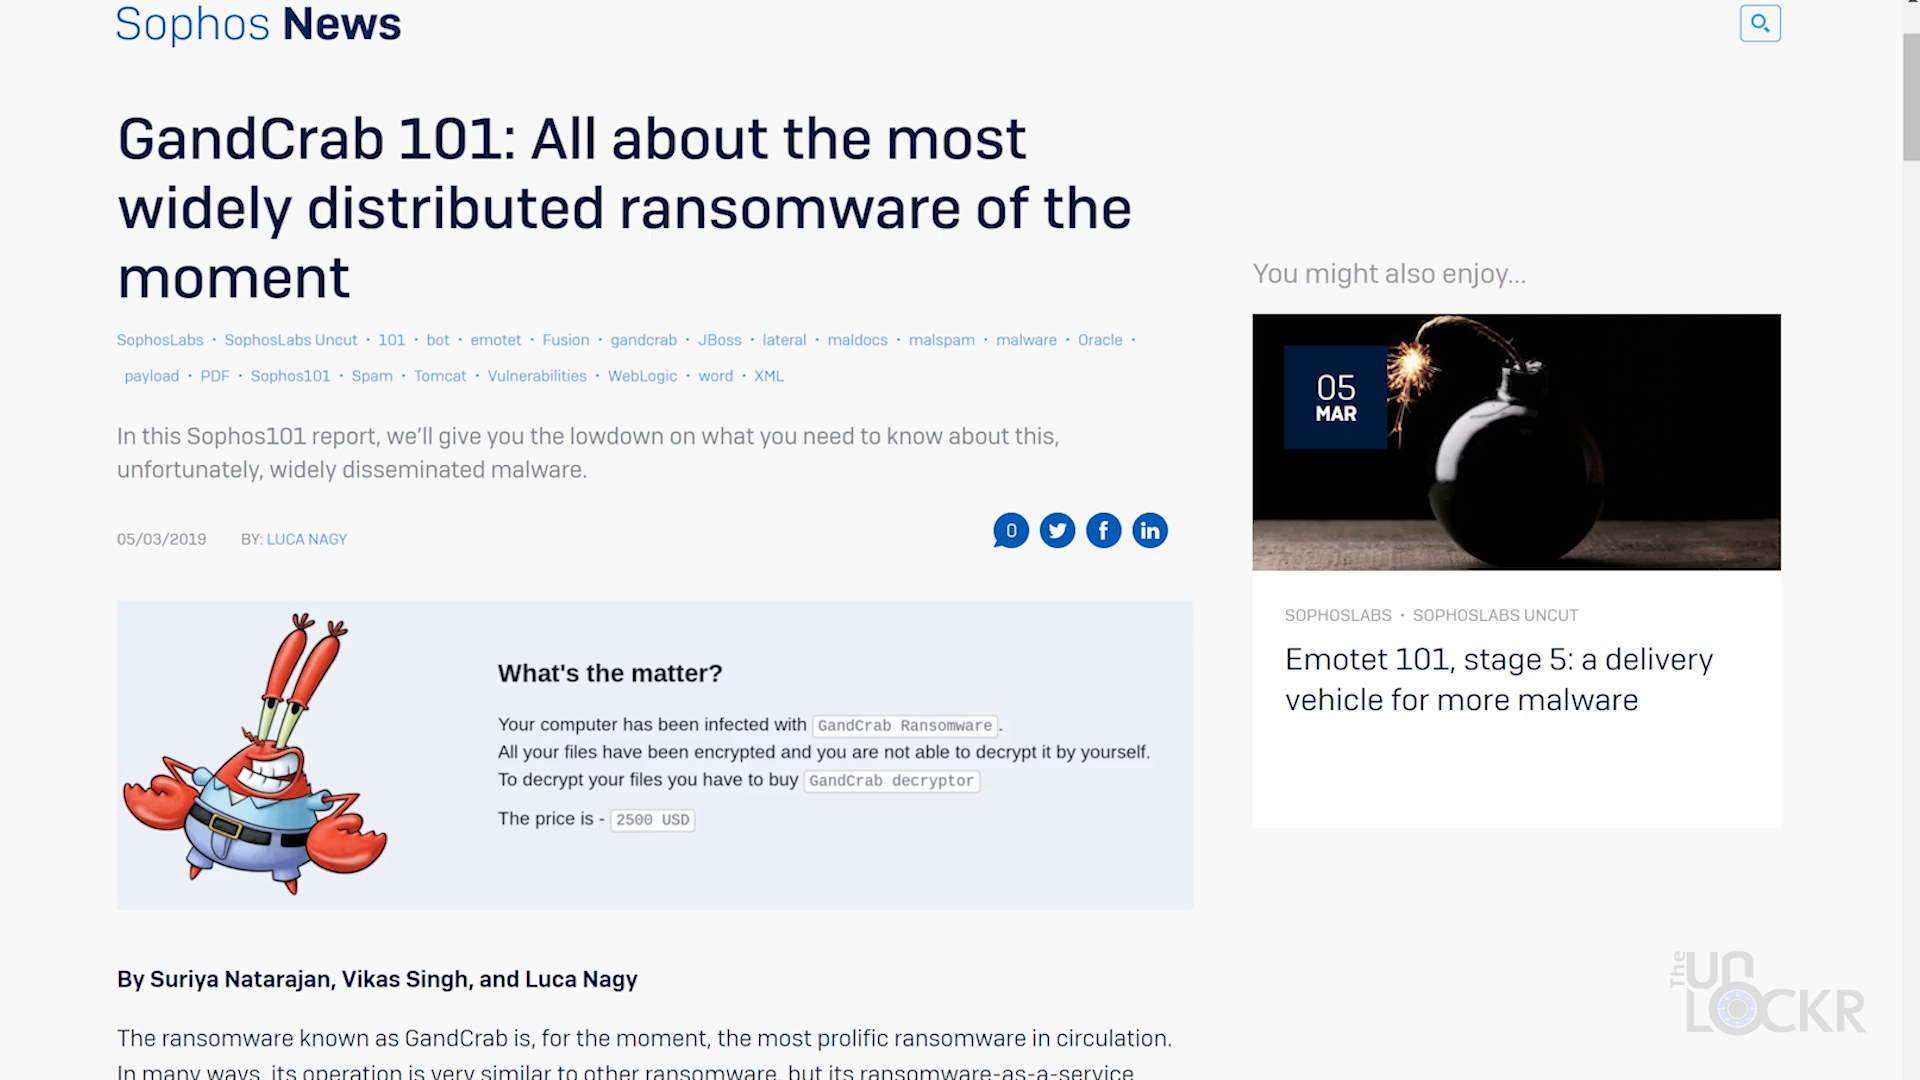 Sophos News
GandCrab 101: All about the most
widely distributed ransomware of the
moment
SophosLabs · SophosLabs Uncut · 101 · bot · emotet · Fusion · gandcrab · JBoss · lateral · maldocs · malspam · malware · Oracle ·
payload · PDF · Sophos101 · Spam · Tomcat · Vulnerabilities · WebLogic · word · XML
In this Sophos101 report, we’ll give you the lowdown on what you need to know about this,
unfortunately, widely disseminated malware.
05/03/2019 BY: LUCA NAGY
0 f in
What's the matter?
Your computer has been infected with GandCrab Ransomware.
All your files have been encrypted and you are not able to decrypt it by yourself.
To decrypt your files you have to buy GandCrab decryptor
The price is - 2500 USD
By Suriya Natarajan, Vikas Singh, and Luca Nagy
The ransomware known as GandCrab is, for the moment, the most prolific ransomware in circulation.
In many ways, its operation is very similar to other ransomware, but its ransomware-as-a-service
You might also enjoy...
05
MAR
SOPHOSLABS · SOPHOSLABS UNCUT
Emotet 101, stage 5: a delivery
vehicle for more malware
The UN
LOCKR